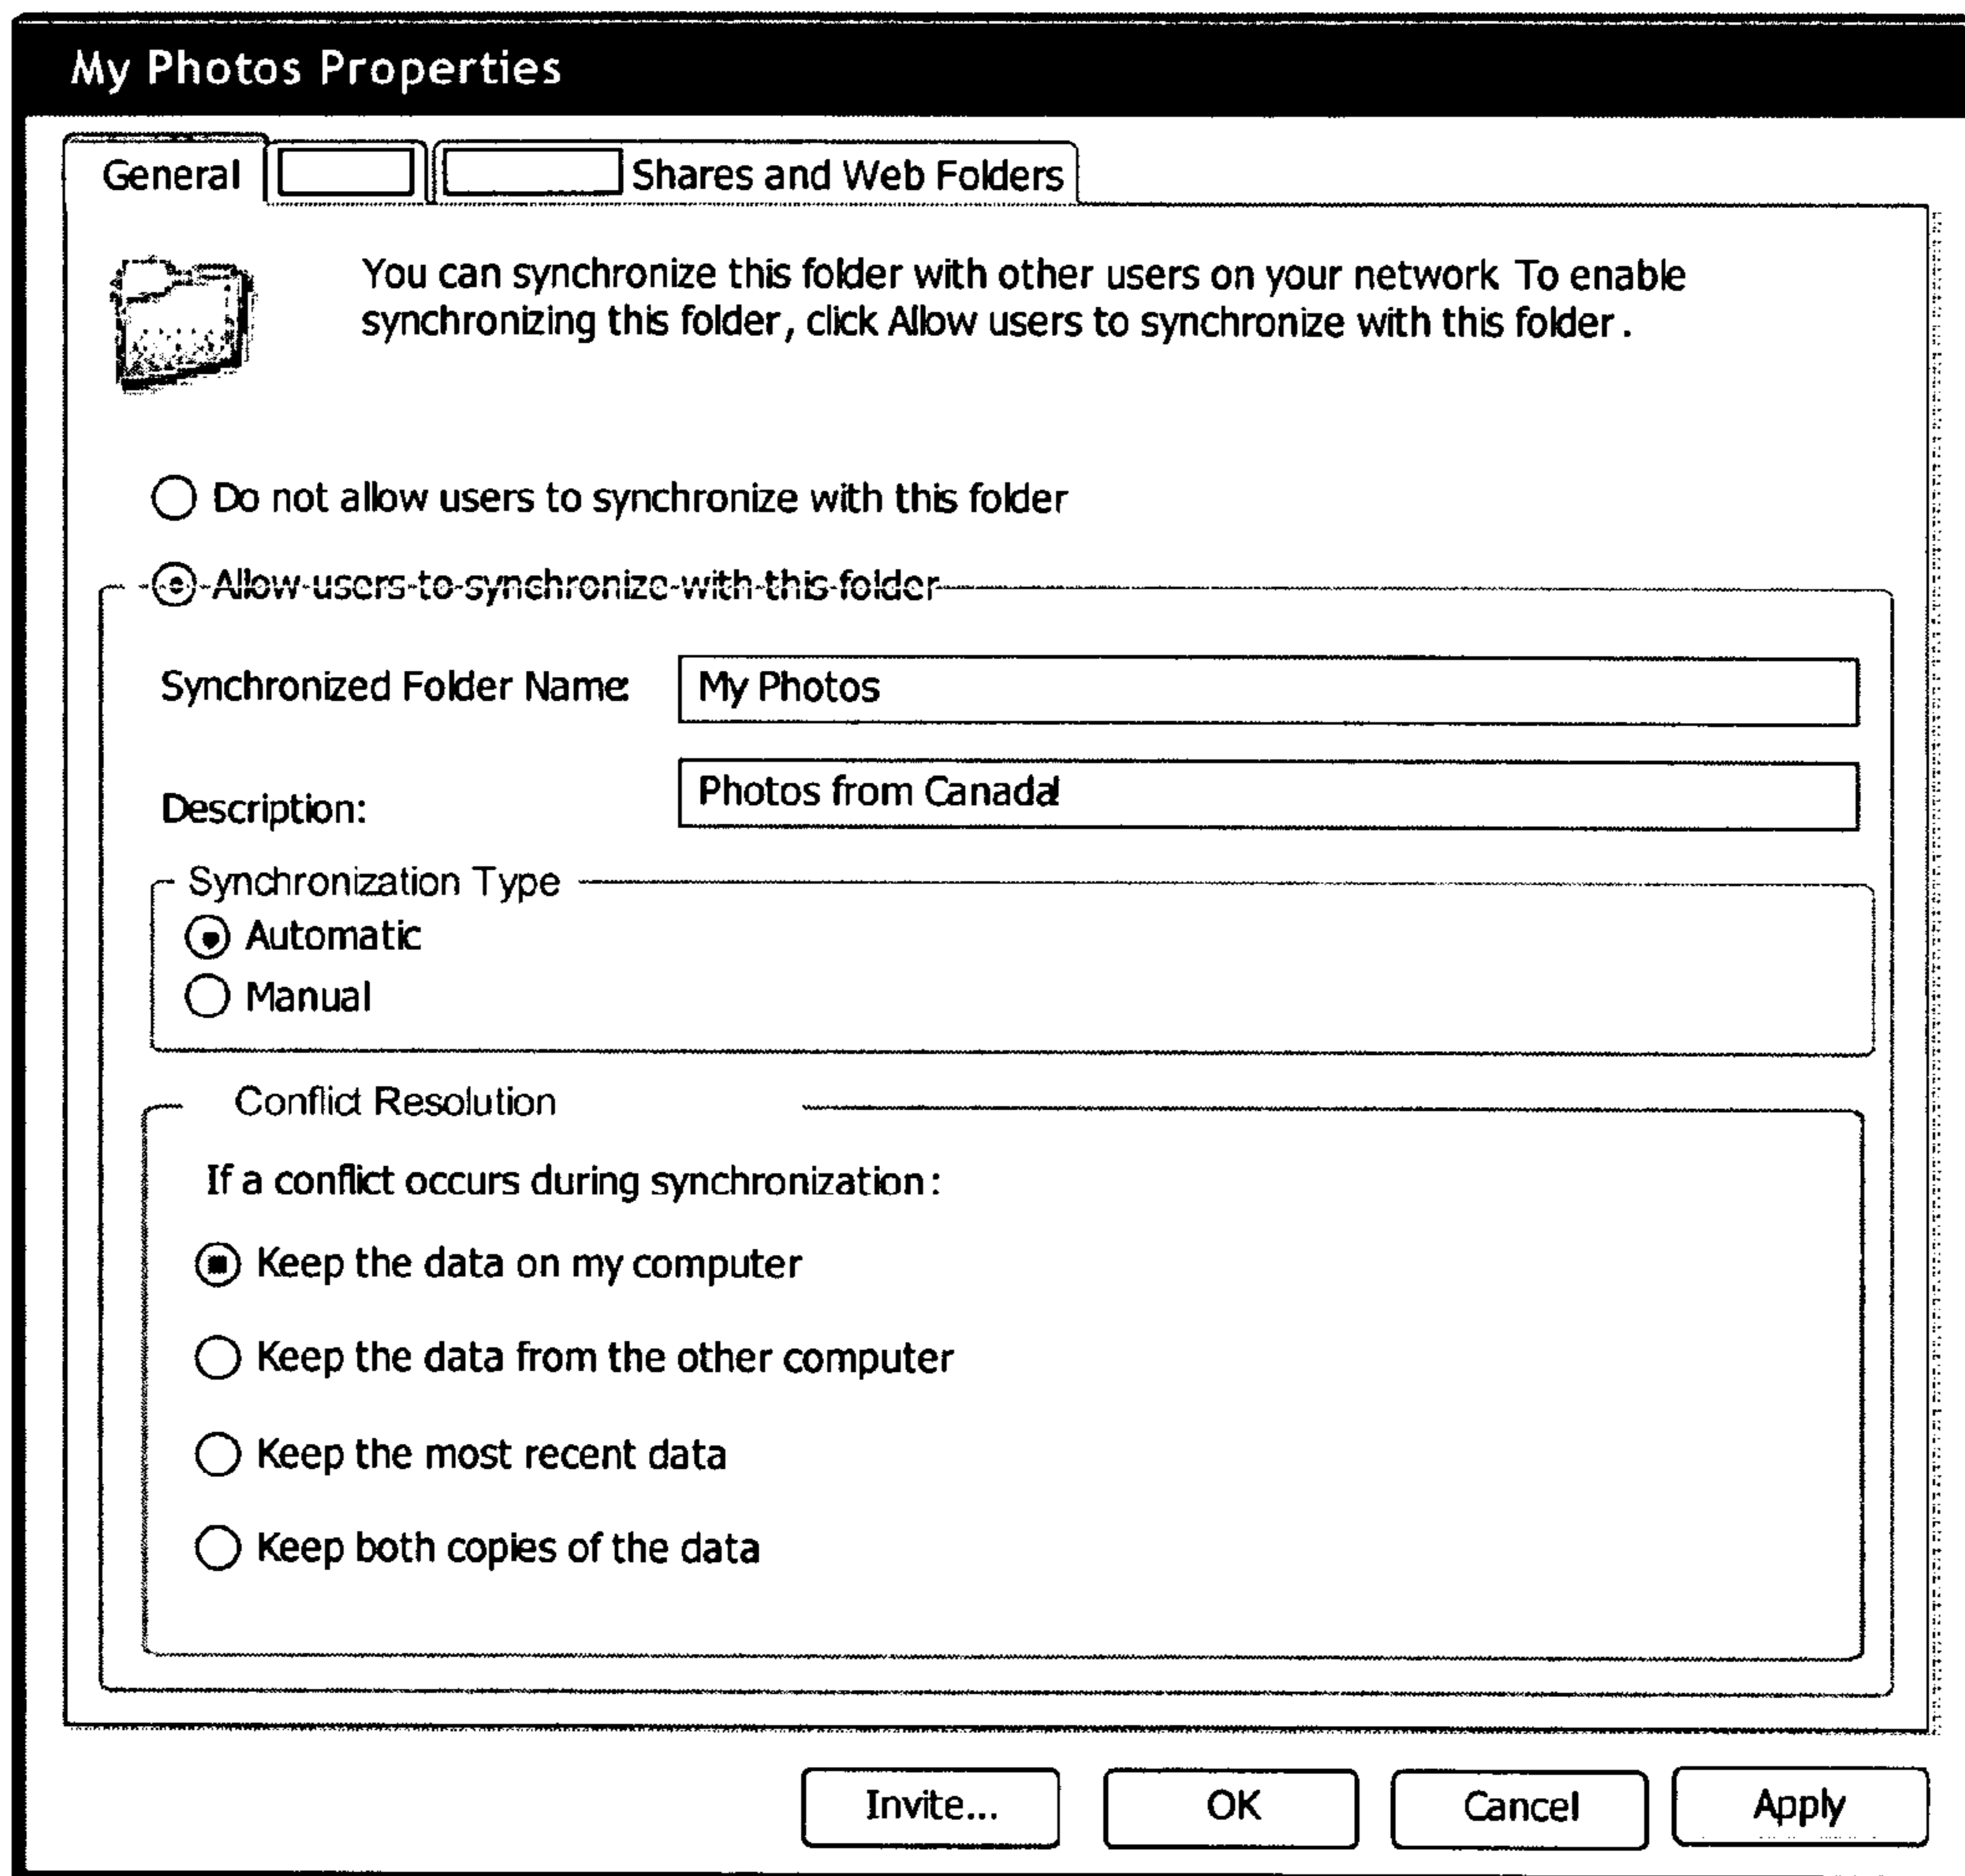 My Photos Properties
General
Shares and Web Folders
You can synchronize this folder with other users on your network To enable
synchronizing this folder, click Allow users to synchronize with this folder.
Do not allow users to synchronize with this folder
Allow users to synchronize with this folder
Synchronized Folder Name: My Photos
Description: Photos from Canada!
Synchronization Type
Automatic
Manual
Conflict Resolution
If a conflict occurs during synchronization:
Keep the data on my computer
Keep the data from the other computer
Keep the most recent data
Keep both copies of the data
Invite... OK Cancel Apply